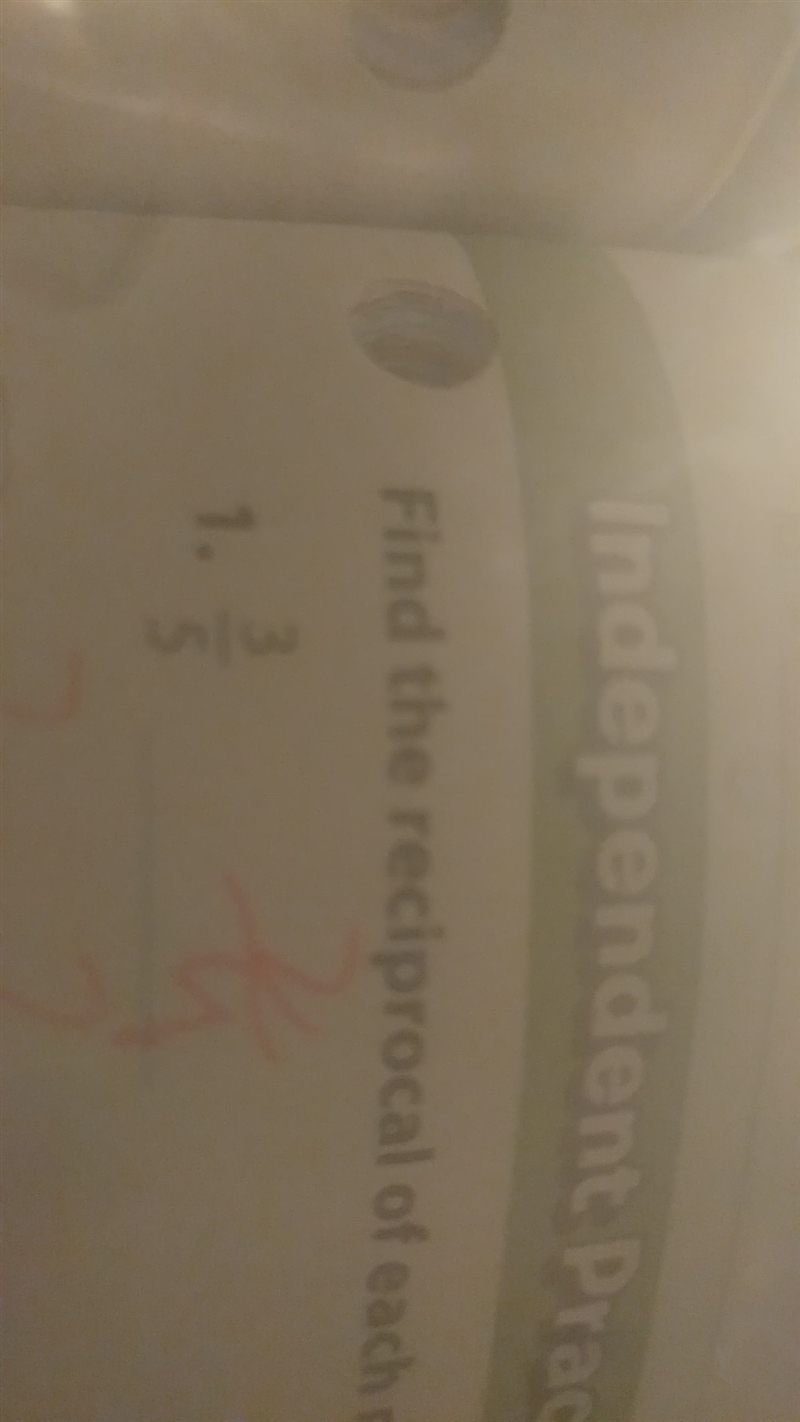 Independent Prac
Find the reciprocal of each
1. 3/5